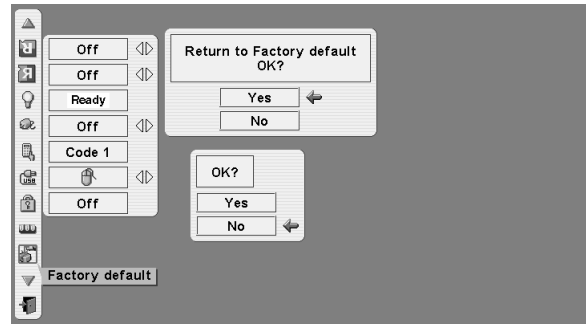 Off
Off
Ready
Off
Code 1
Off
Factory default
Return to Factory default
OK?
Yes
No
OK?
Yes
No
USB